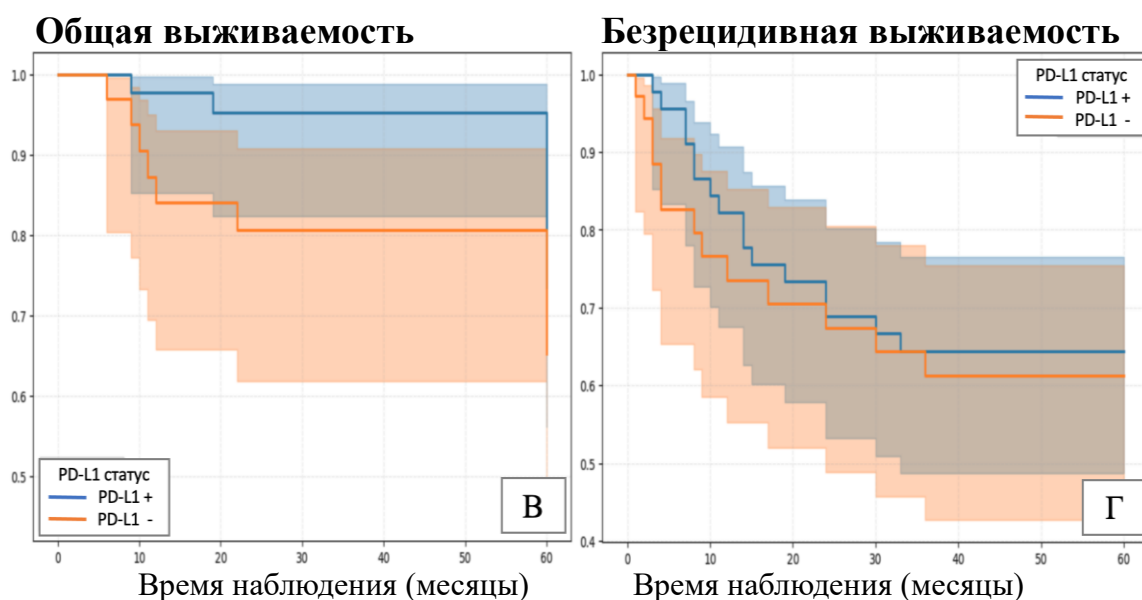 Общая выживаемость
1.0
0.9
0.8
0.7
0.6
0.5
PD-L1 статус
PD-L1 +
PD-L1 -
В
0
10
20
30
40
50
60
Время наблюдения (месяцы)
Безрецидивная выживаемость
1.0
0.9
0.8
0.7
0.6
0.5
0.4
PD-L1 статус
PD-L1 +
PD-L1 -
Г
0
10
20
30
40
50
60
Время наблюдения (месяцы)